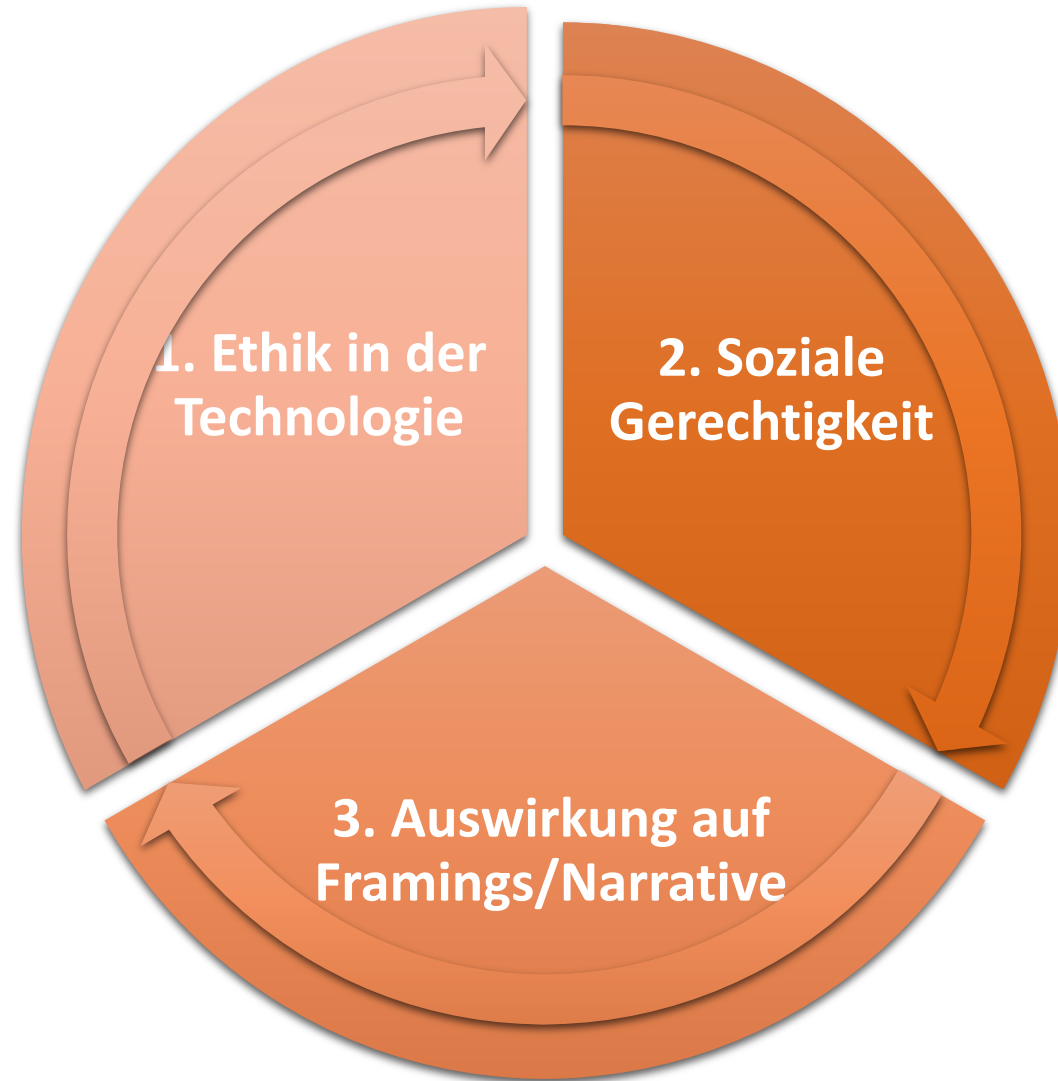 1. Ethik in der
Technologie
2. Soziale
Gerechtigkeit
3. Auswirkung auf
Framings/Narrative